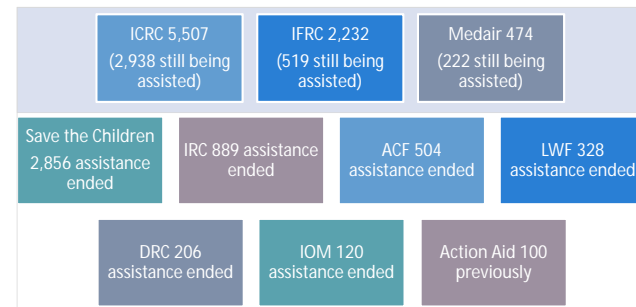 ICRC 5,507
(2,938 still being
assisted)
IFRC 2,232
(519 still being
assisted)
Medair 474
(222 still being
assisted)
Save the Children
2,856 assistance
ended
IRC 889 assistance
ended
ACF 504
assistance ended
LWF 328
assistance ended
DRC 206
assistance ended
IOM 120
assistance ended
Action Aid 100
previously